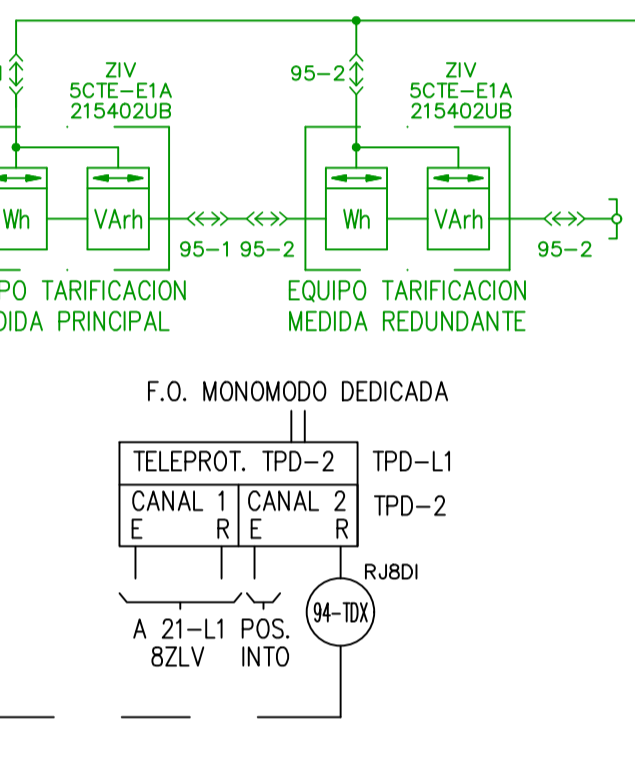 ZIV
5CTE-E1A
215402UB
95-2
ZIV
5CTE-E1A
215402UB
Wh
VArh
95-1
95-2
Wh
VArh
95-2
PO TARIFICACION
DIDA PRINCIPAL
EQUIPO TARIFICACION
MEDIDA REDUNDANTE
F.O. MONOMODO DEDICADA
TELEPROT. TPD-2
TPD-L1
CANAL 1
CANAL 2
TPD-2
E
R
E
R
RJ8DI
94-TDX
A 21-L1
POS.
8ZLV
INTO